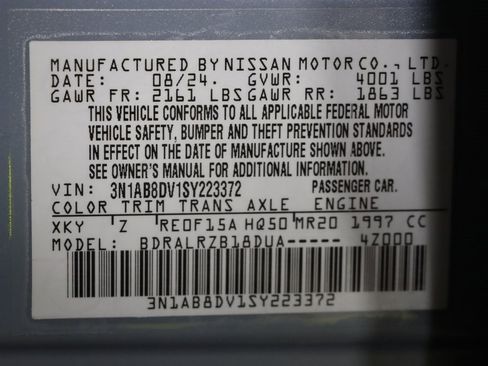 MANUFACTURED BY NISSAN MOTOR CO., LTD.
DATE: 08/24. GVWR: 4001 LBS
GAWR FR: 2161 LBS GAWR RR: 1863 LBS
THIS VEHICLE CONFORMS TO ALL APPLICABLE FEDERAL MOTOR
VEHICLE SAFETY, BUMPER AND THEFT PREVENTION STANDARDS
IN EFFECT ON THE DATE OF MANUFACTURE SHOWN ABOVE.
SEE OWNER'S MANUAL FOR ADDITIONAL INFORMATION.
VIN: 3N1AB8DV1SY223372 PASSENGER CAR.
COLOR TRIM TRANS AXLE ENGINE
XKY Z RE0F15A HQ50 MR20 1997 CC
MODEL: BDRALRZB18DUA----- 4Z000
3N1AB8DV1SY223372